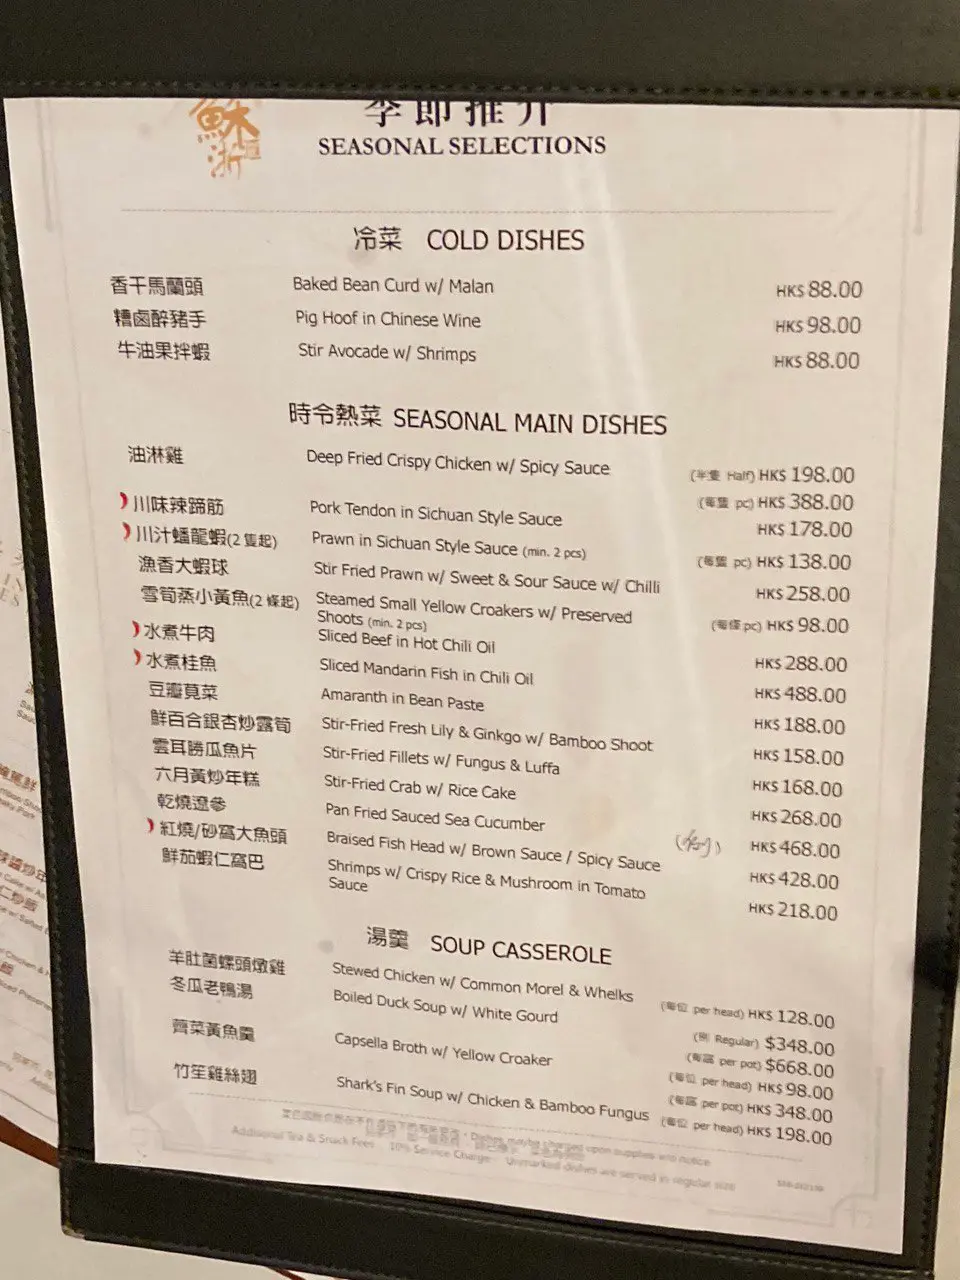 蘇浙
季節推介
SEASONAL SELECTIONS
冷菜 COLD DISHES
香干馬蘭頭 Baked Bean Curd w/ Malan HK$ 88.00
糟鹵醉豬手 Pig Hoof in Chinese Wine HK$ 98.00
牛油果拌蝦 Stir Avocade w/ Shrimps HK$ 88.00
時令熱菜 SEASONAL MAIN DISHES
油淋雞 Deep Fried Crispy Chicken w/ Spicy Sauce (半隻 Half) HK$ 198.00
(每隻 pc) HK$ 388.00
川味辣蹄筋 Pork Tendon in Sichuan Style Sauce HK$ 178.00
川汁蟠龍蝦(2 隻起) Prawn in Sichuan Style Sauce (min. 2 pcs) (每隻 pc) HK$ 138.00
漁香大蝦球 Stir Fried Prawn w/ Sweet & Sour Sauce w/ Chilli HK$ 258.00
雪筍蒸小黃魚(2 條起) Steamed Small Yellow Croakers w/ Preserved (每條 pc) HK$ 98.00
Shoots (min. 2 pcs)
水煮牛肉 Sliced Beef in Hot Chili Oil HK$ 288.00
水煮桂魚 Sliced Mandarin Fish in Chili Oil HK$ 488.00
豆瓣莧菜 Amaranth in Bean Paste HK$ 188.00
鮮百合銀杏炒露筍 Stir-Fried Fresh Lily & Ginkgo w/ Bamboo Shoot HK$ 158.00
雲耳勝瓜魚片 Stir-Fried Fillets w/ Fungus & Luffa HK$ 168.00
六月黃炒年糕 Stir-Fried Crab w/ Rice Cake HK$ 268.00
乾燒遼參 Pan Fried Sauced Sea Cucumber HK$ 468.00
紅燒/砂窩大魚頭 Braised Fish Head w/ Brown Sauce / Spicy Sauce HK$ 428.00
鮮茄蝦仁窩巴 Shrimps w/ Crispy Rice & Mushroom in Tomato HK$ 218.00
Sauce
湯羹 SOUP CASSEROLE
羊肚菌螺頭燉雞 Stewed Chicken w/ Common Morel & Whelks (每位 per head) HK$ 128.00
冬瓜老鴨湯 Boiled Duck Soup w/ White Gourd (例 Regular) $348.00
(每窩 per pot) $668.00
薺菜黃魚羹 Capsella Broth w/ Yellow Croaker (每位 per head) HK$ 98.00
(每窩 per pot) HK$ 348.00
竹笙雞絲翅 Shark's Fin Soup w/ Chicken & Bamboo Fungus (每位 per head) HK$ 198.00
Dishes maybe charged upon supplies w/o notice
Additional Tea & Snack Fees 10% Service Charge Unmarked dishes are served in regular size